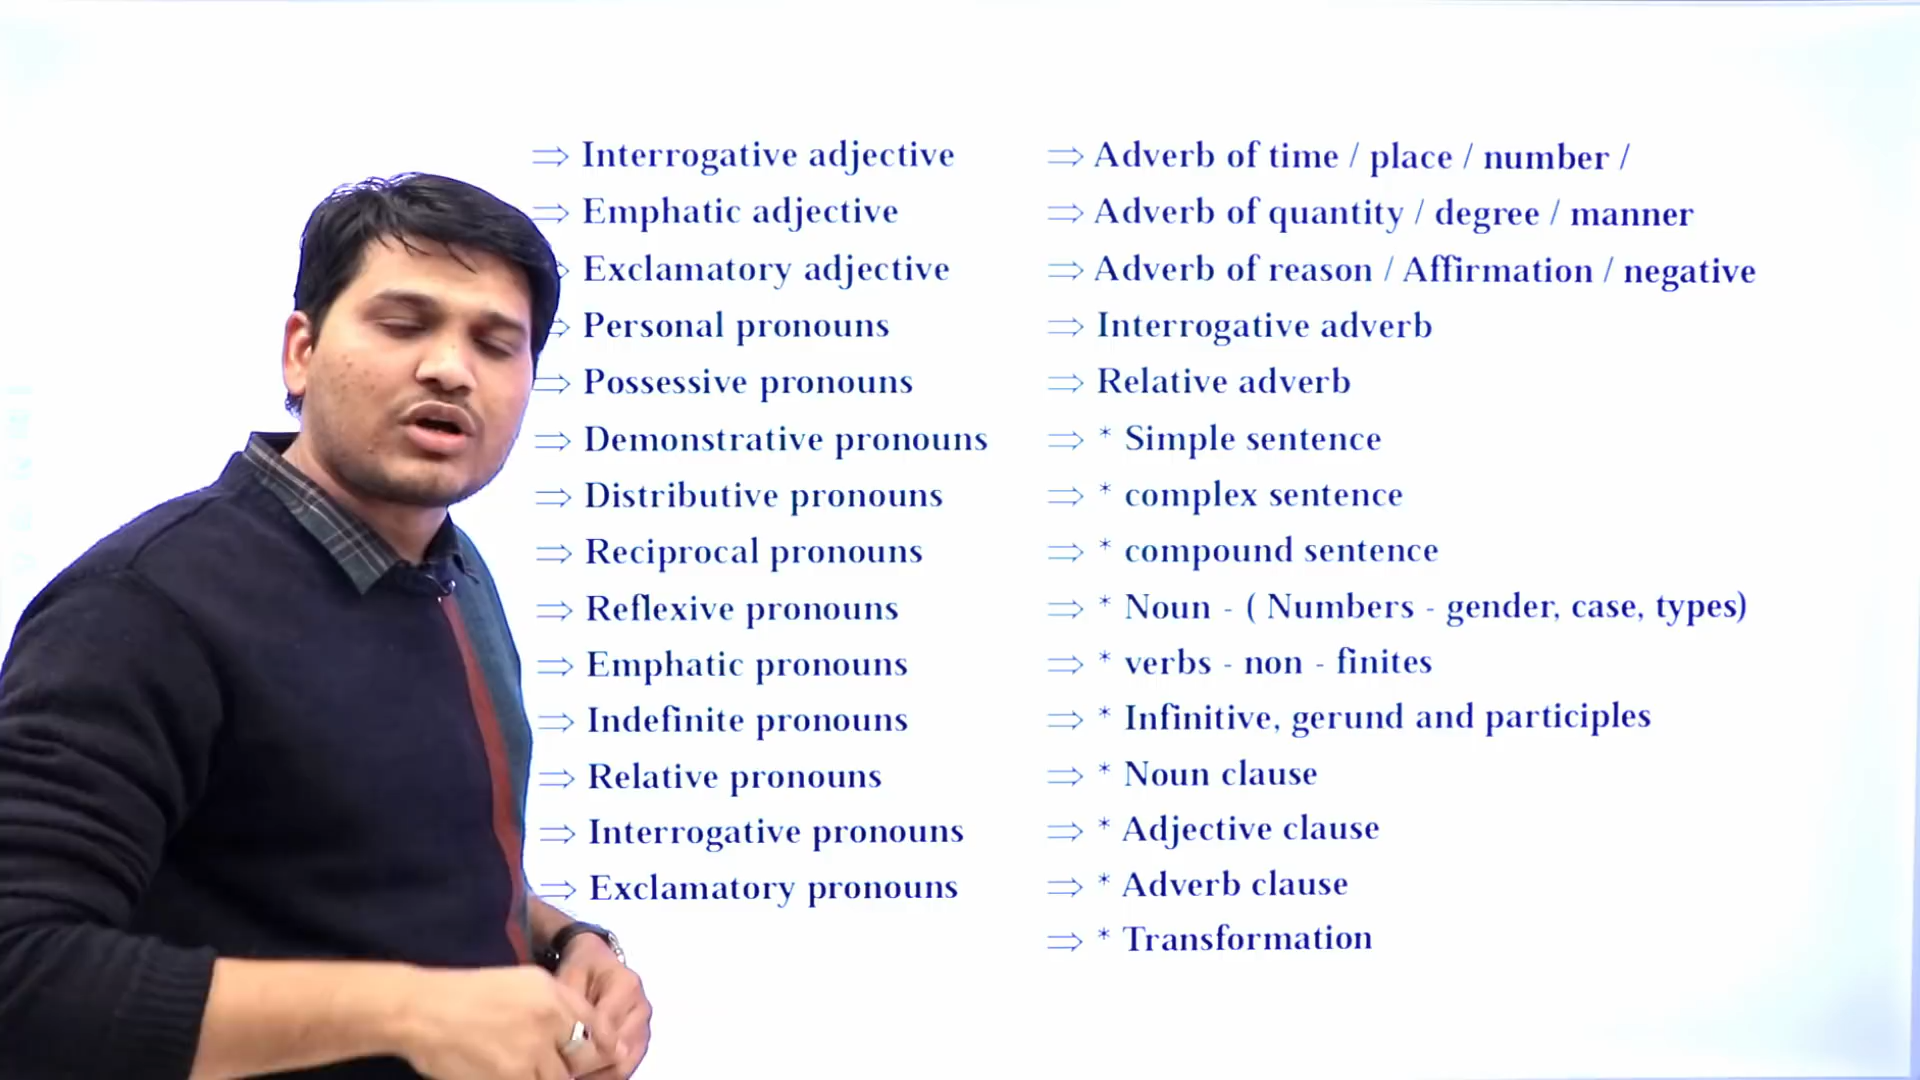 ⇒ Interrogative adjective
⇒ Emphatic adjective
⇒ Exclamatory adjective
⇒ Personal pronouns
⇒ Possessive pronouns
⇒ Demonstrative pronouns
⇒ Distributive pronouns
⇒ Reciprocal pronouns
⇒ Reflexive pronouns
⇒ Emphatic pronouns
⇒ Indefinite pronouns
⇒ Relative pronouns
⇒ Interrogative pronouns
⇒ Exclamatory pronouns
⇒ Adverb of time / place / number /
⇒ Adverb of quantity / degree / manner
⇒ Adverb of reason / Affirmation / negative
⇒ Interrogative adverb
⇒ Relative adverb
⇒ * Simple sentence
⇒ * complex sentence
⇒ * compound sentence
⇒ * Noun - ( Numbers - gender, case, types)
⇒ * verbs - non - finites
⇒ * Infinitive, gerund and participles
⇒ * Noun clause
⇒ * Adjective clause
⇒ * Adverb clause
⇒ * Transformation